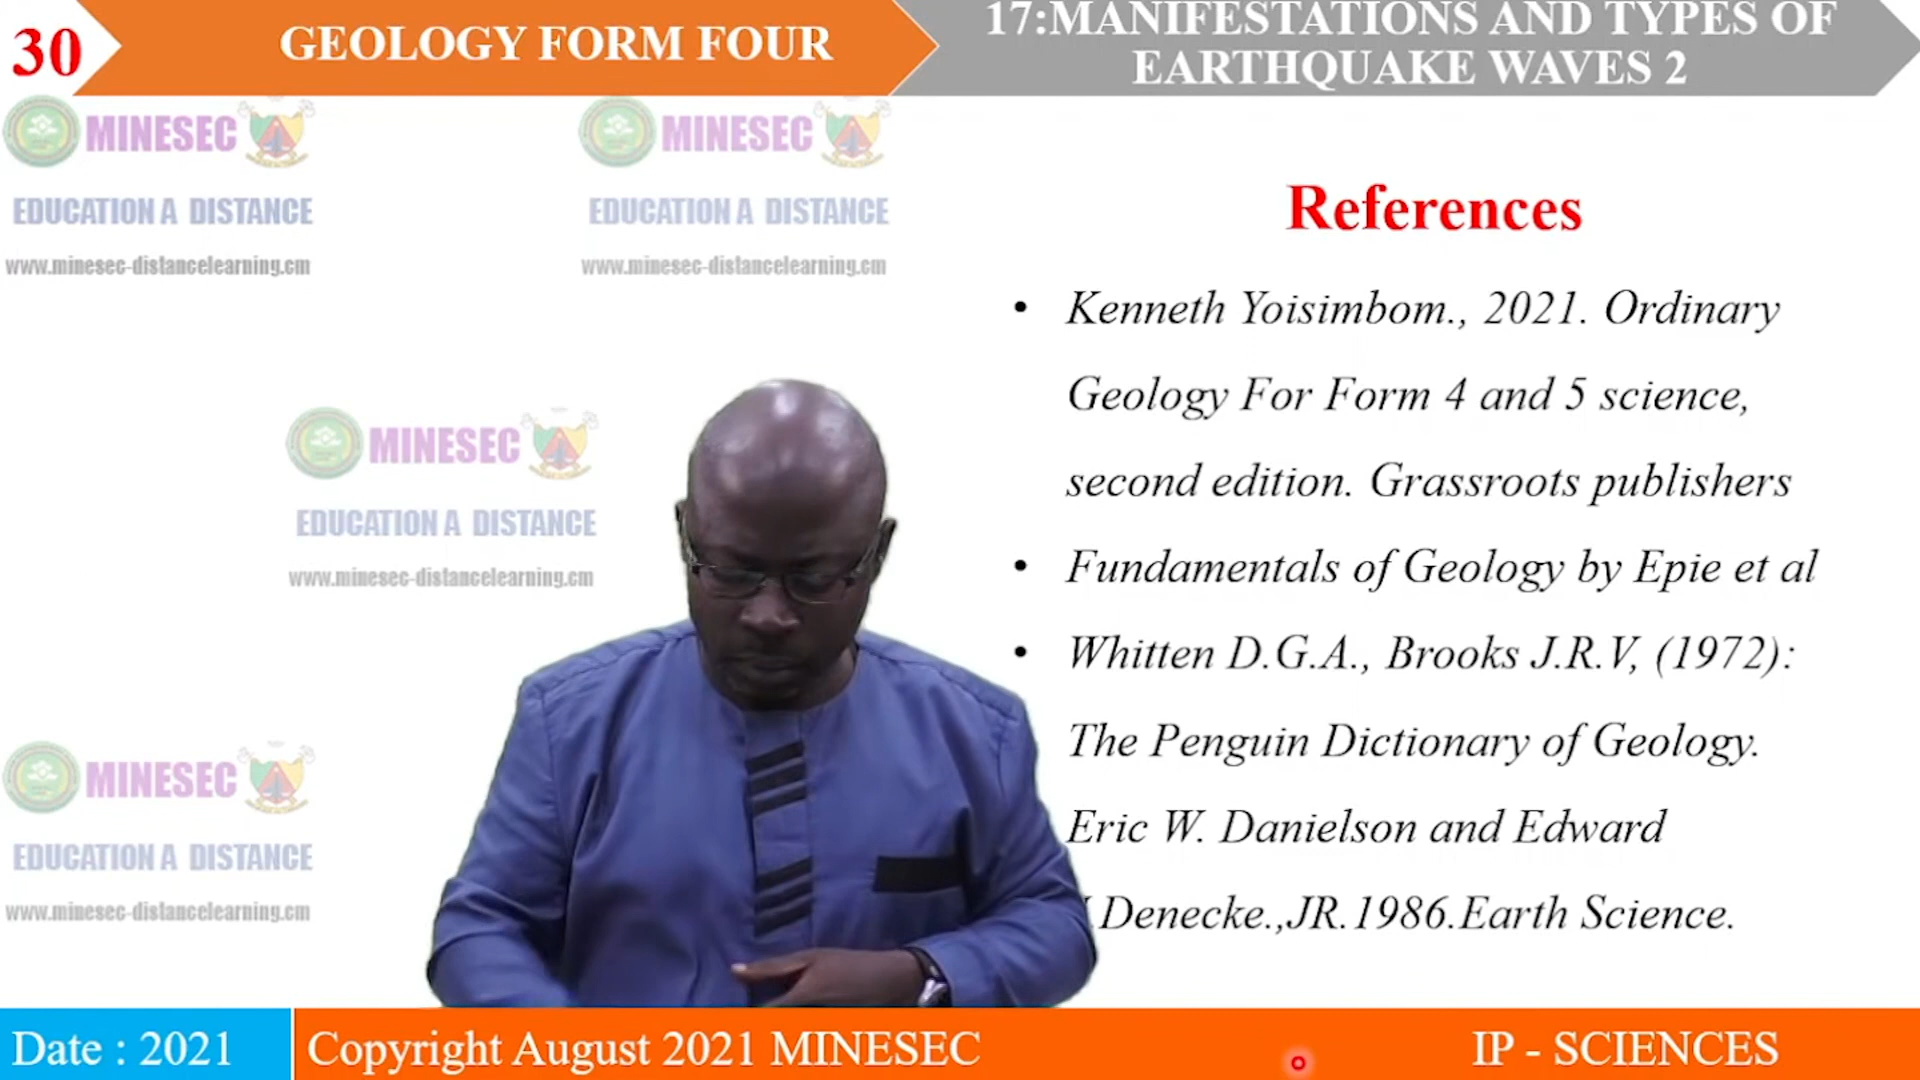 30
GEOLOGY FORM FOUR
17:MANIFESTATIONS AND TYPES OF
EARTHQUAKE WAVES 2
MINESEC
EDUCATION A DISTANCE
www.minesec-distancelearning.cm
MINESEC
EDUCATION A DISTANCE
www.minesec-distancelearning.cm
References
• Kenneth Yoisimbom., 2021. Ordinary
Geology For Form 4 and 5 science,
second edition. Grassroots publishers
• Fundamentals of Geology by Epie et al
• Whitten D.G.A., Brooks J.R.V, (1972):
The Penguin Dictionary of Geology.
Eric W. Danielson and Edward
.Denecke.,JR.1986.Earth Science.
MINESEC
EDUCATION A DISTANCE
www.minesec-distancelearning.cm
MINESEC
EDUCATION A DISTANCE
www.minesec-distancelearning.cm
Date : 2021
Copyright August 2021 MINESEC
IP - SCIENCES